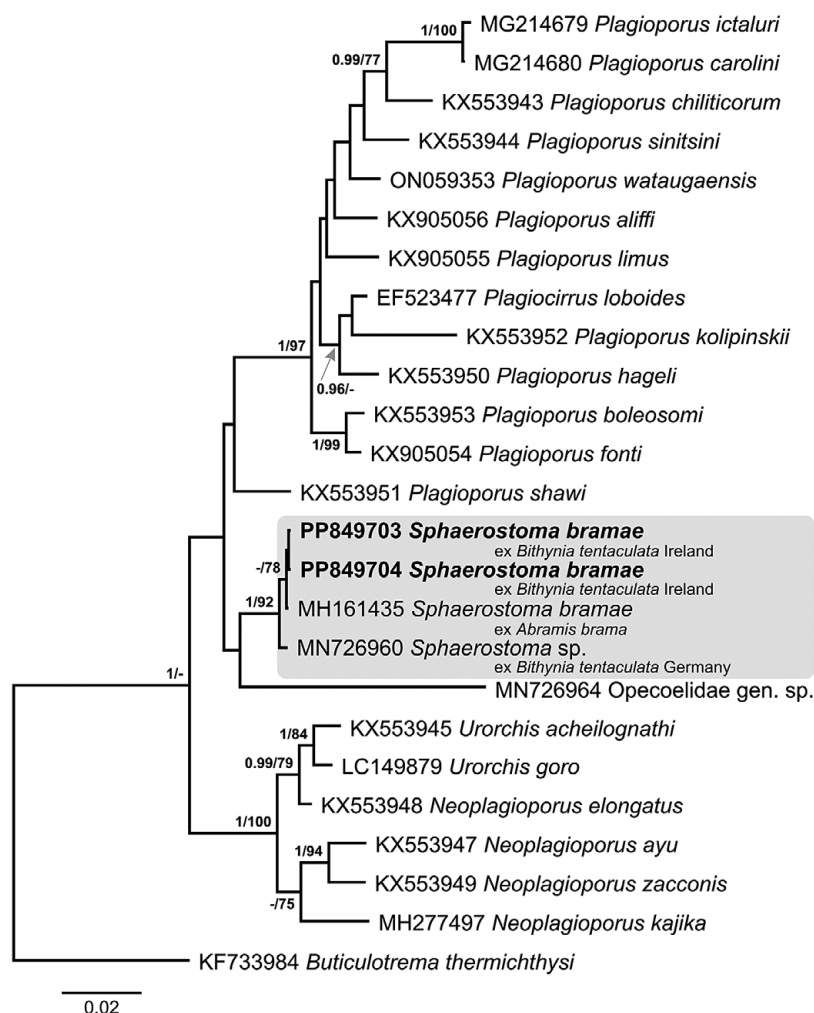 MG214679 Plagioporus ictaluri
1/100
MG214680 Plagioporus carolini
0.99/77
KX553943 Plagioporus chiliticorum
KX553944 Plagioporus sinitsini
ON059353 Plagioporus wataugaensis
KX905056 Plagioporus aliffi
KX905055 Plagioporus limus
EF523477 Plagiocirrus loboides
KX553952 Plagioporus kolipinskii
1/97
KX553950 Plagioporus hageli
0.96/-
KX553953 Plagioporus boleosomi
1/99
KX905054 Plagioporus fonti
KX553951 Plagioporus shawi
PP849703 Sphaerostoma bramae
ex Bithynia tentaculata Ireland
-/78
PP849704 Sphaerostoma bramae
ex Bithynia tentaculata Ireland
1/92
MH161435 Sphaerostoma bramae
ex Abramis brama
MN726960 Sphaerostoma sp.
ex Bithynia tentaculata Germany
1/-
MN726964 Opecoelidae gen. sp.
KX553945 Urorchis acheilognathi
1/84
0.99/79
LC149879 Urorchis goro
KX553948 Neoplagioporus elongatus
1/100
KX553947 Neoplagioporus ayu
1/94
KX553949 Neoplagioporus zacconis
-/75
MH277497 Neoplagioporus kajika
KF733984 Buticulotrema thermichthysi
0.02